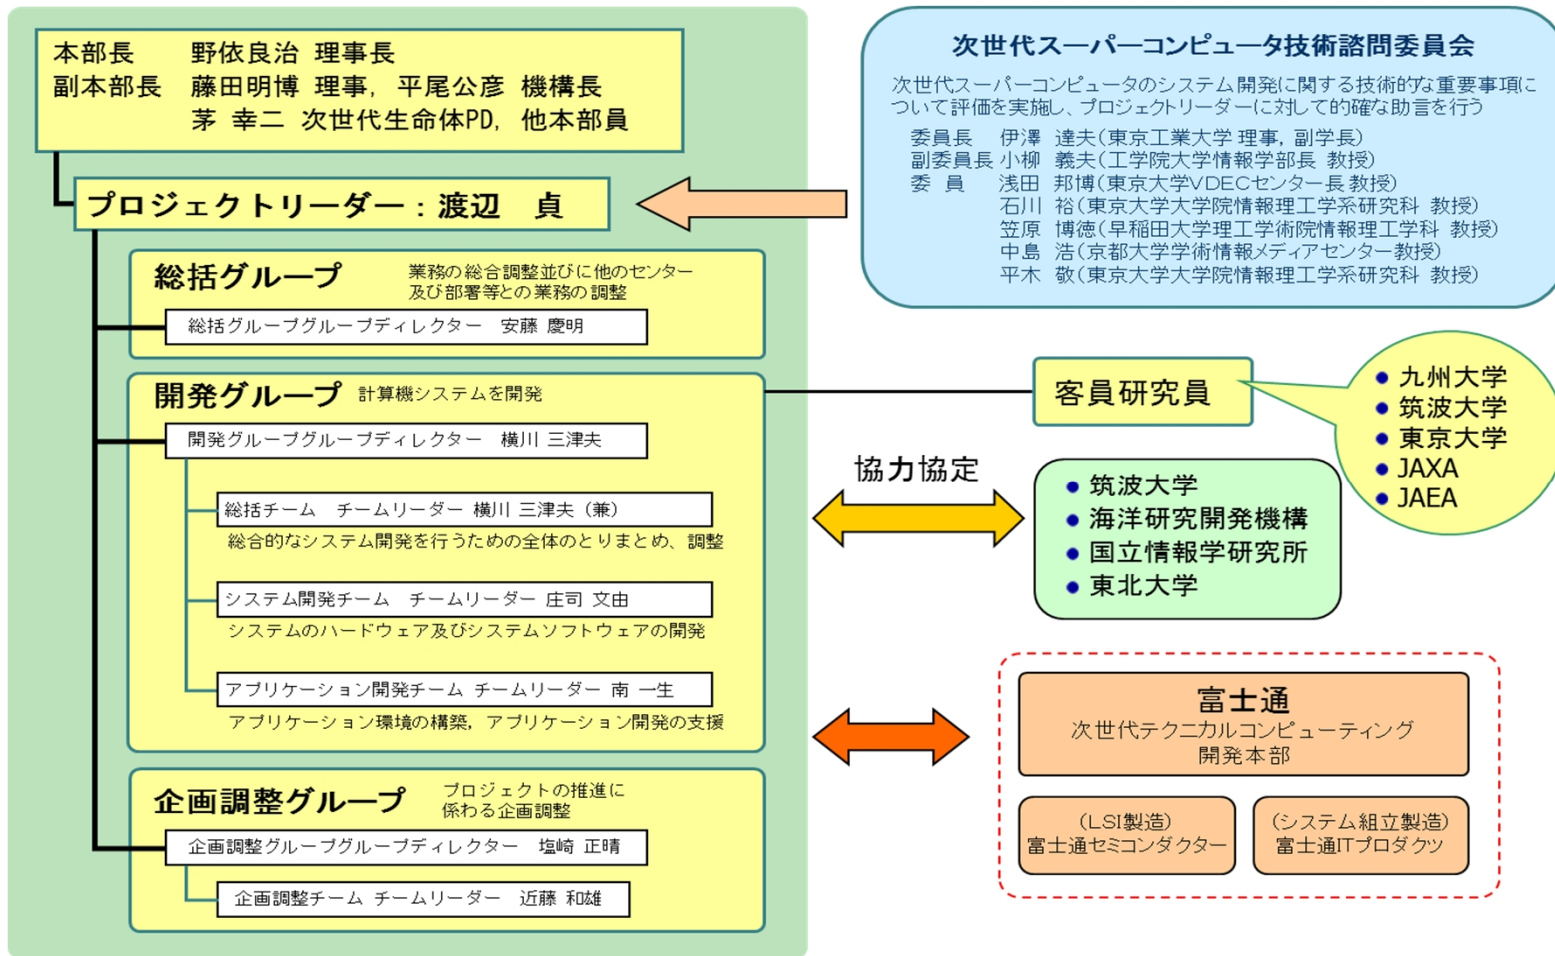 本部長　野依良治 理事長
副本部長　藤田明博 理事, 平尾公彦 機構長
茅 幸二 次世代生命体PD, 他本部員
プロジェクトリーダー：渡辺　貞
総括グループ
業務の総合調整並びに他のセンター
及び部署等との業務の調整
総括グループグループディレクター　安藤 慶明
開発グループ
計算機システムを開発
開発グループグループディレクター　横川 三津夫
総括チーム　チームリーダー 横川 三津夫（兼）
総合的なシステム開発を行うための全体のとりまとめ、調整
システム開発チーム　チームリーダー 庄司 文由
システムのハードウェア及びシステムソフトウェアの開発
アプリケーション開発チーム チームリーダー 南 一生
アプリケーション環境の構築，アプリケーション開発の支援
企画調整グループ
プロジェクトの推進に
係わる企画調整
企画調整グループグループディレクター　塩崎 正晴
企画調整チーム チームリーダー　近藤 和雄
次世代スーパーコンピュータ技術諮問委員会
次世代スーパーコンピュータのシステム開発に関する技術的な重要事項に
ついて評価を実施し、プロジェクトリーダーに対して的確な助言を行う
委員長　伊澤 達夫（東京工業大学 理事, 副学長）
副委員長 小柳 義夫（工学院大学情報学部長 教授）
委 員　浅田 邦博（東京大学VDECセンター長 教授）
石川 裕（東京大学大学院情報理工学系研究科 教授）
笠原 博徳（早稲田大学理工学術院情報理工学科 教授）
中島 浩（京都大学学術情報メディアセンター教授）
平木 敬（東京大学大学院情報理工学系研究科 教授）
客員研究員
● 九州大学
● 筑波大学
● 東京大学
● JAXA
● JAEA
協力協定
● 筑波大学
● 海洋研究開発機構
● 国立情報学研究所
● 東北大学
富士通
次世代テクニカルコンピューティング
開発本部
（LSI製造）
富士通セミコンダクター
（システム組立製造）
富士通ITプロダクツ